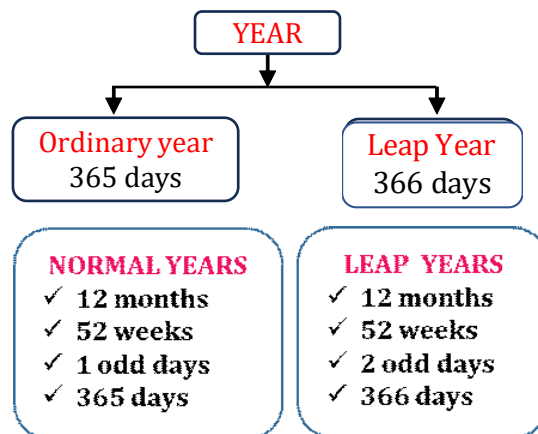 YEAR
Ordinary year
365 days
Leap Year
366 days
NORMAL YEARS
✓ 12 months
✓ 52 weeks
✓ 1 odd days
✓ 365 days
LEAP YEARS
✓ 12 months
✓ 52 weeks
✓ 2 odd days
✓ 366 days